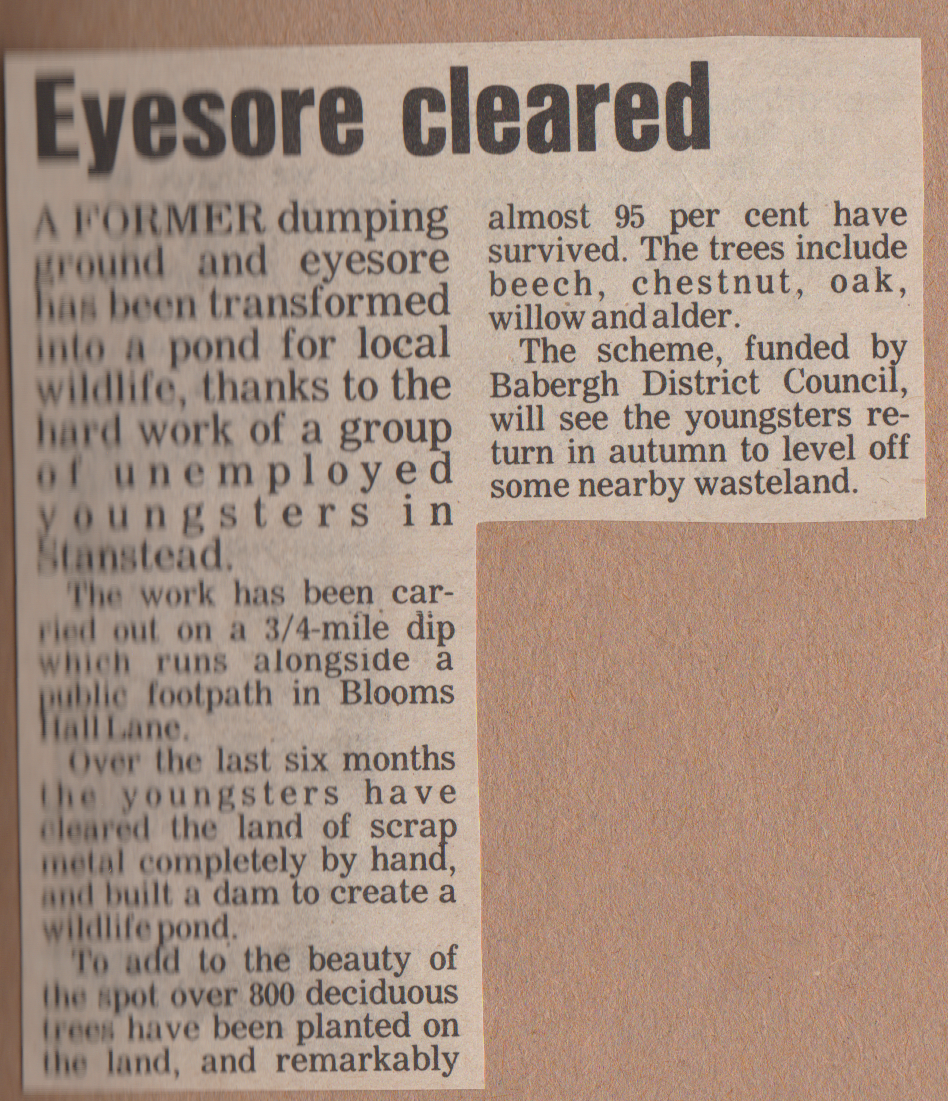 Eyesore cleared
A FORMER dumping
ground and eyesore
has been transformed
into a pond for local
wildlife, thanks to the
hard work of a group
of unemployed
youngsters in
Stanstead.
The work has been car-
ried out on a 3/4-mile dip
which runs alongside a
public footpath in Blooms
Hall Lane.
Over the last six months
the youngsters have
cleared the land of scrap
metal completely by hand,
and built a dam to create a
wildlife pond.
To add to the beauty of
the spot over 800 deciduous
trees have been planted on
the land, and remarkably
almost 95 per cent have
survived. The trees include
beech, chestnut, oak,
willow and alder.
The scheme, funded by
Babergh District Council,
will see the youngsters re-
turn in autumn to level off
some nearby wasteland.